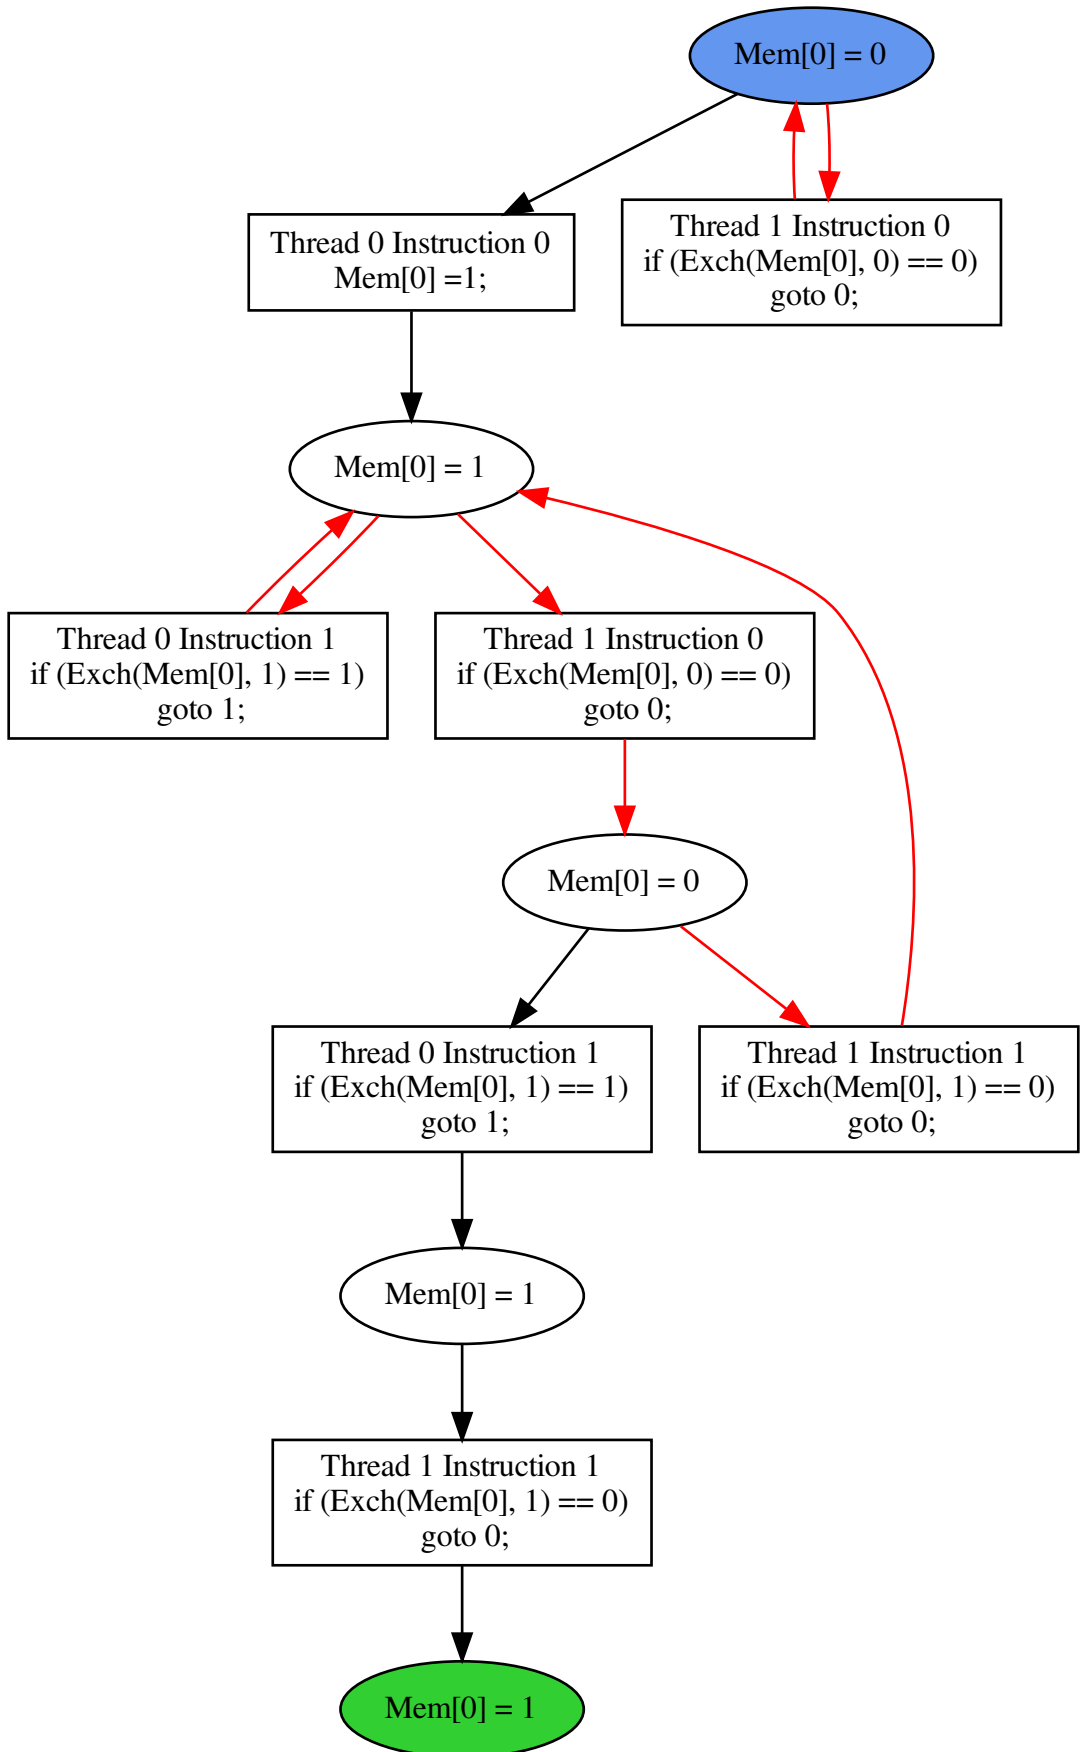 Mem[0] = 0
Thread 0 Instruction 0
Mem[0] =1;
Thread 1 Instruction 0
if (Exch(Mem[0], 0) == 0)
goto 0;
Mem[0] = 1
Thread 0 Instruction 1
if (Exch(Mem[0], 1) == 1)
goto 1;
Thread 1 Instruction 0
if (Exch(Mem[0], 0) == 0)
goto 0;
Mem[0] = 0
Thread 0 Instruction 1
if (Exch(Mem[0], 1) == 1)
goto 1;
Thread 1 Instruction 1
if (Exch(Mem[0], 1) == 0)
goto 0;
Mem[0] = 1
Thread 1 Instruction 1
if (Exch(Mem[0], 1) == 0)
goto 0;
Mem[0] = 1